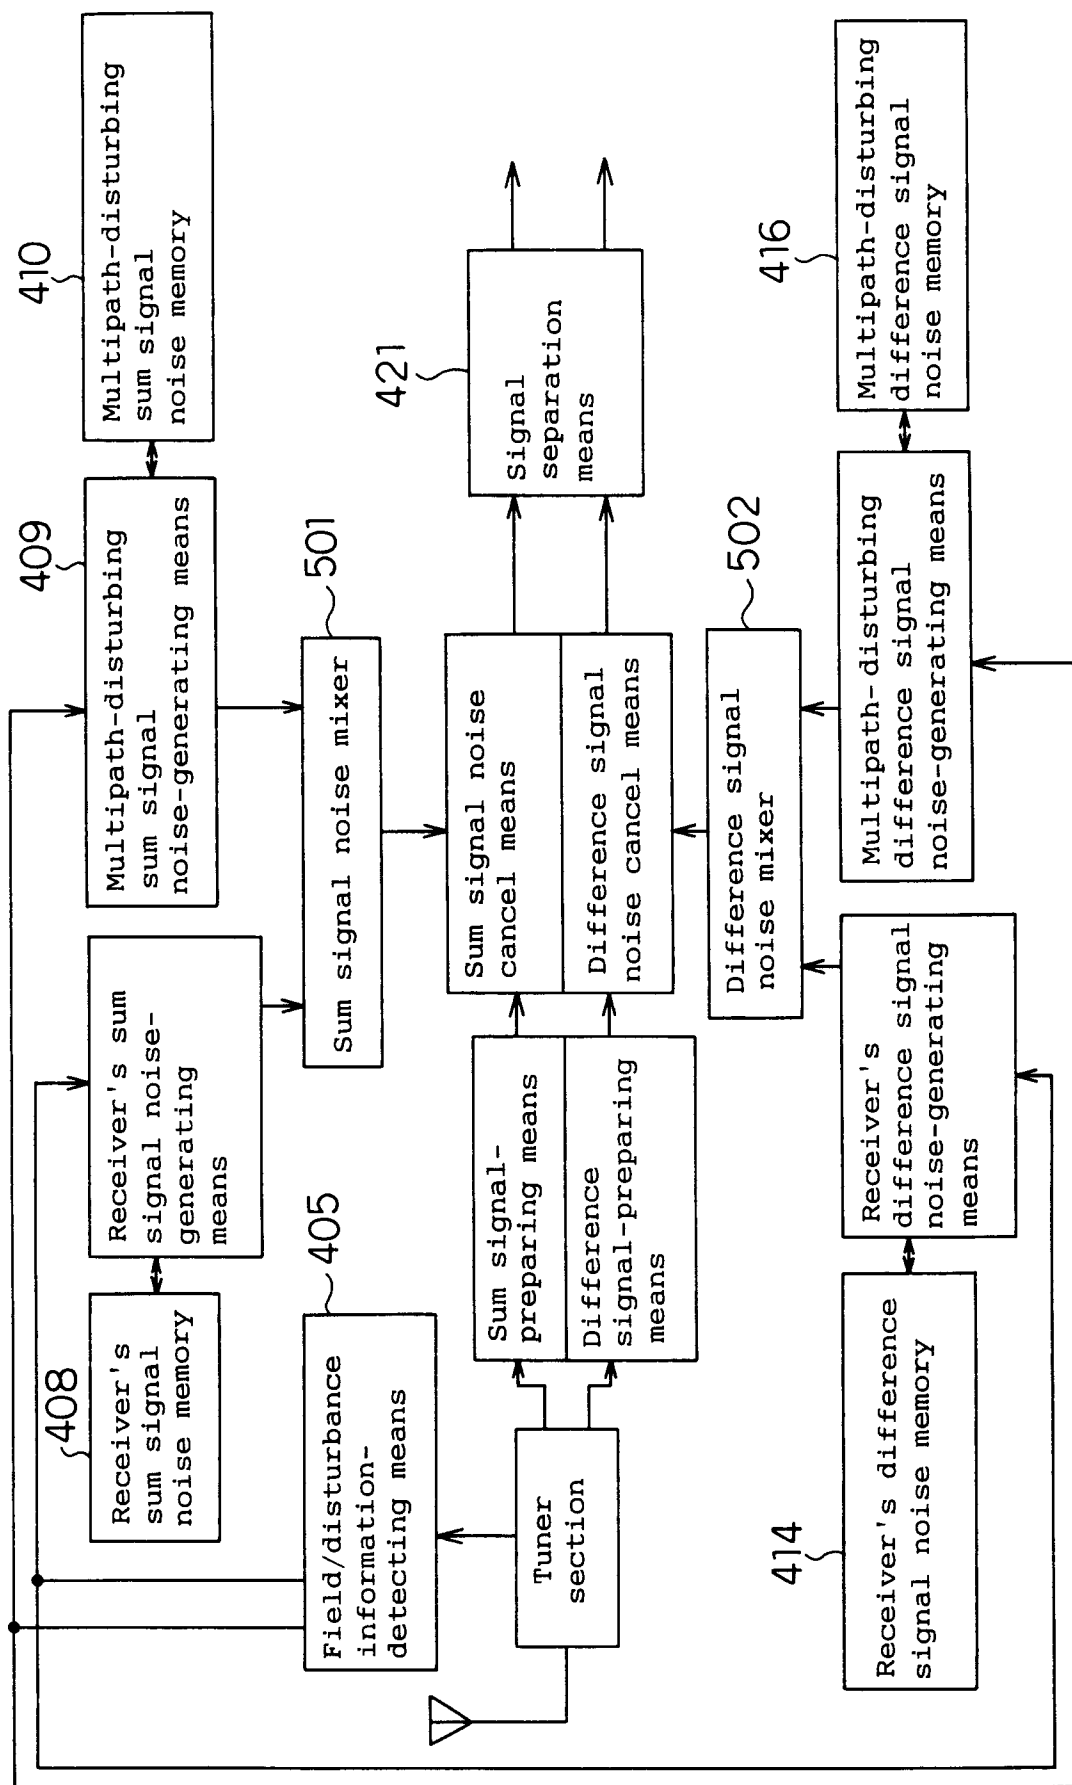 408
Receiver's
sum signal
noise memory
Receiver's sum
signal noise-
generating
means
409
Multipath-disturbing
sum signal
noise-generating means
410
Multipath-disturbing
sum signal
noise memory
405
Field/disturbance
information-
detecting means
501
Sum signal noise mixer
Tuner
section
Sum signal-
preparing means
Difference
signal-preparing
means
Sum signal noise
cancel means
Difference signal
noise cancel means
421
Signal
separation
means
502
Difference signal
noise mixer
414
Receiver's difference
signal noise memory
Receiver's
difference signal
noise-generating
means
Multipath-disturbing
difference signal
noise-generating means
416
Multipath-disturbing
difference signal
noise memory